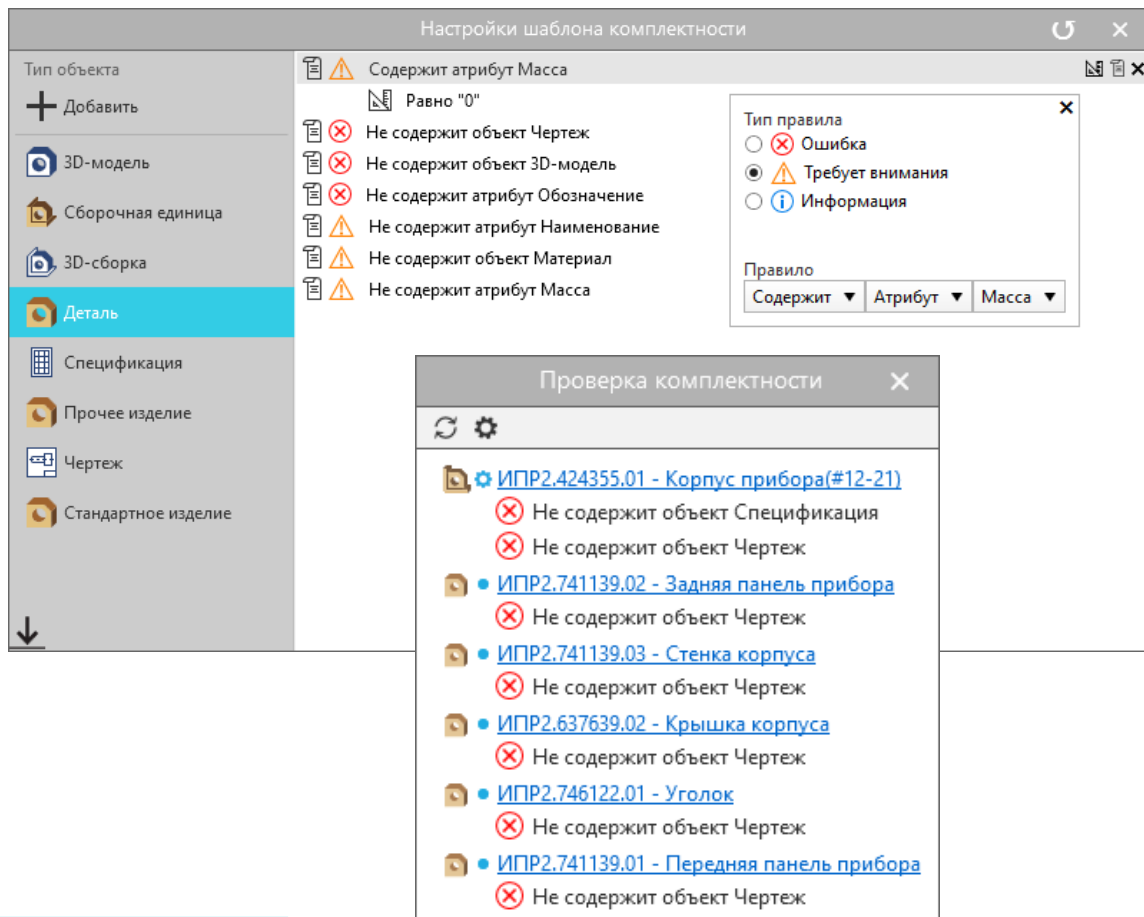 Настройки шаблона комплектности
Тип объекта
Добавить
3D-модель
Сборочная единица
3D-сборка
Деталь
Спецификация
Прочее изделие
Чертеж
Стандартное изделие
Содержит атрибут Масса
Равно "0"
Не содержит объект Чертеж
Не содержит объект 3D-модель
Не содержит атрибут Обозначение
Не содержит атрибут Наименование
Не содержит объект Материал
Не содержит атрибут Масса
Тип правила
Ошибка
Требует внимания
Информация
Правило
Содержит Атрибут Масса
Проверка комплектности
ИПР2.424355.01 - Корпус прибора(#12-21)
Не содержит объект Спецификация
Не содержит объект Чертеж
ИПР2.741139.02 - Задняя панель прибора
Не содержит объект Чертеж
ИПР2.741139.03 - Стенка корпуса
Не содержит объект Чертеж
ИПР2.637639.02 - Крышка корпуса
Не содержит объект Чертеж
ИПР2.746122.01 - Уголок
Не содержит объект Чертеж
ИПР2.741139.01 - Передняя панель прибора
Не содержит объект Чертеж